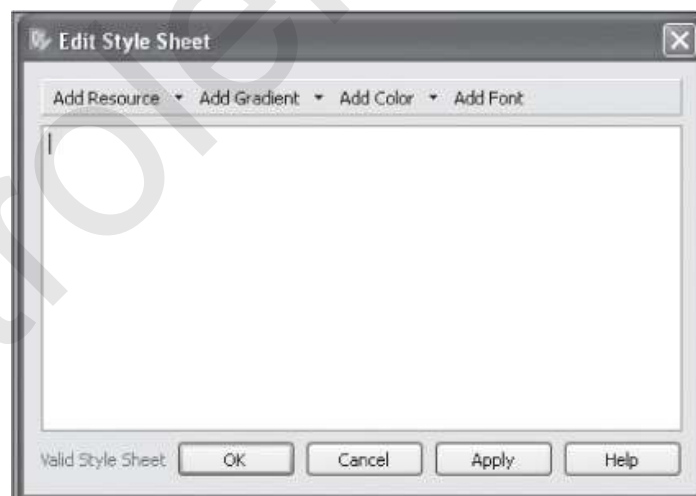 Edit Style Sheet
Add Resource Add Gradient Add Color Add Font
Valid Style Sheet OK Cancel Apply Help